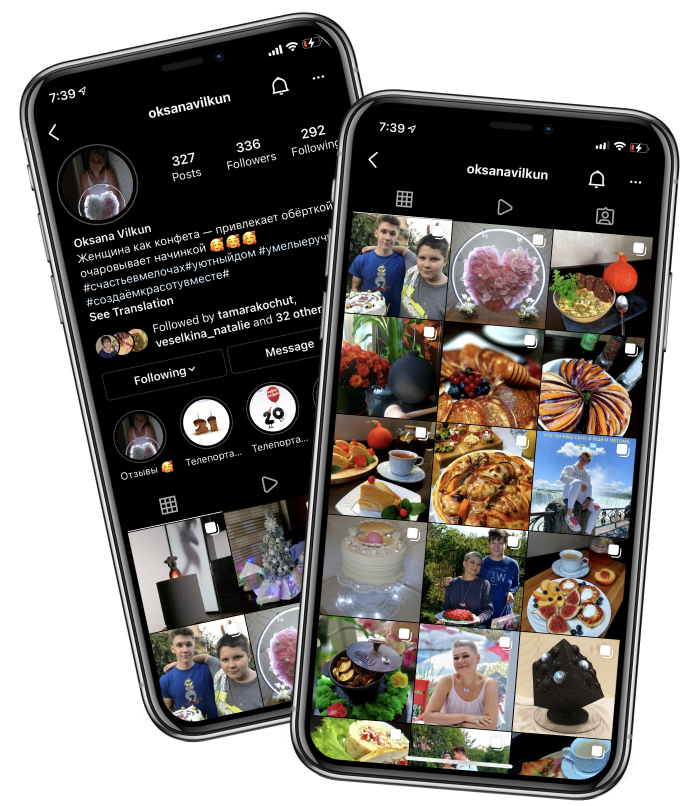 7:39
oksanavilkun
327
336
292
Posts
Followers
Following
Oksana Vilkun
Женщина как конфета — привлекает обёрткой
очаровывает начинкой 🥰🥰🥰
#счастьевмелочах#уютныйдом #умелыеруч
#создаёмкрасотувместе#
See Translation
Followed by tamarakochut,
veselkina_natalie and 32 other
Following
Message
Отзывы 🥰
Телепорта...
Телепорта...
7:39
oksanavilkun